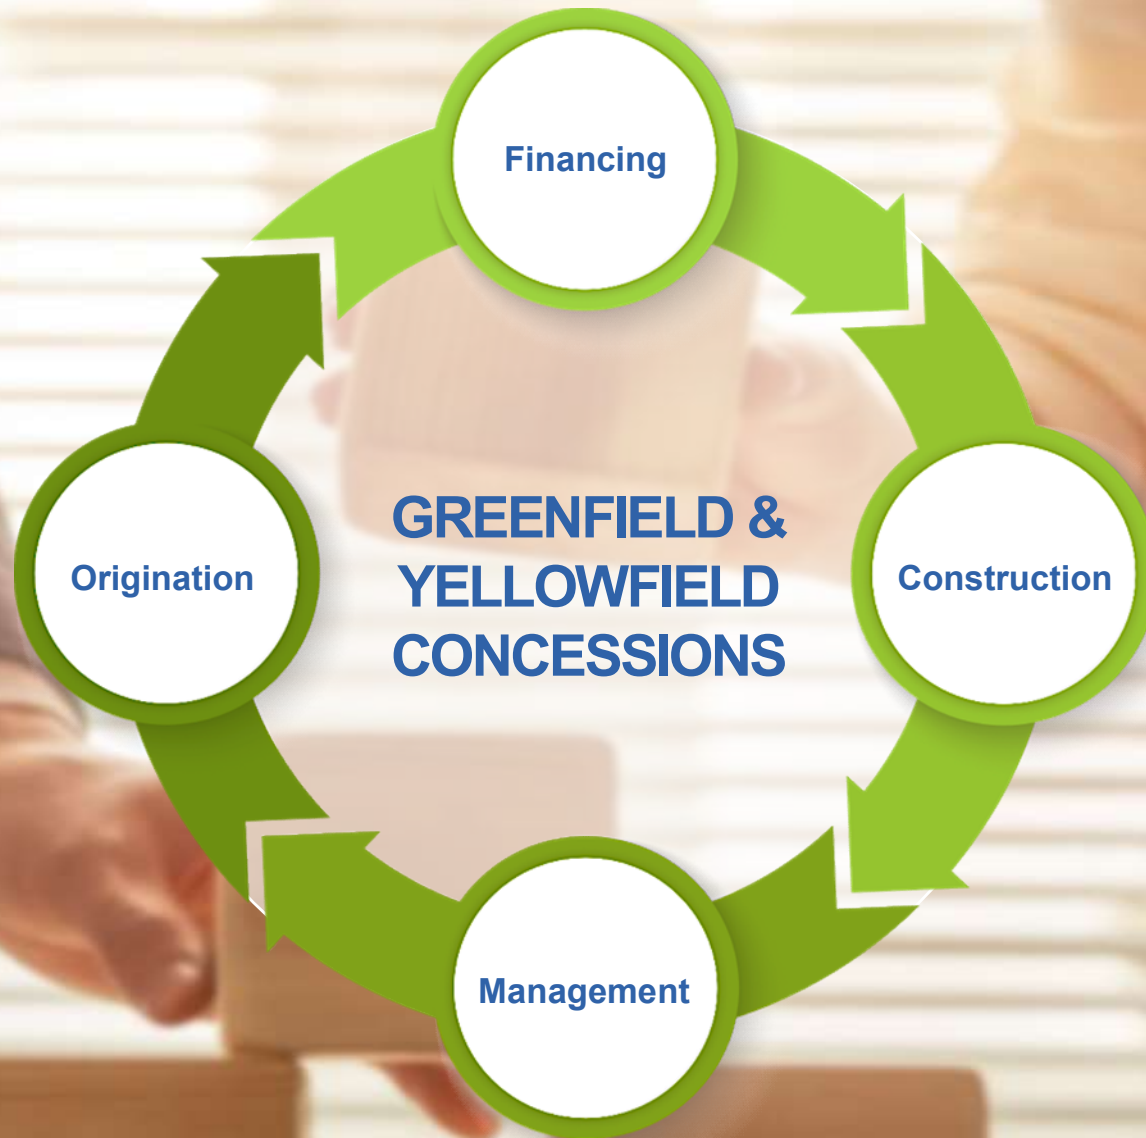 Financing
Origination
GREENFIELD &
YELLOWFIELD
CONCESSIONS
Construction
Management